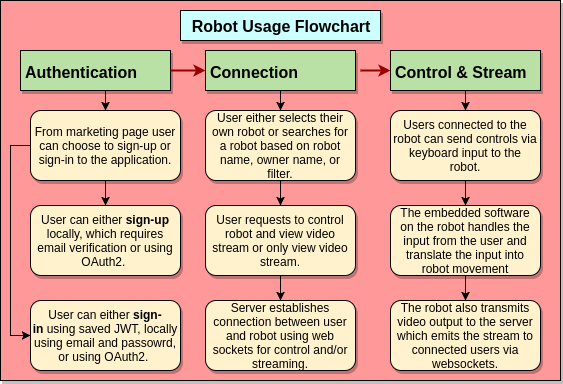 Robot Usage Flowchart
Authentication
Connection
Control & Stream
From marketing page user
can choose to sign-up or
sign-in to the application.
User can either sign-up
locally, which requires
email verification or using
OAuth2.
User can either sign-
in using saved JWT, locally
using email and passowrd,
or using OAuth2.
User either selects their
own robot or searches for
a robot based on robot
name, owner name, or
filter.
User requests to control
robot and view video
stream or only view video
stream.
Server establishes
connection between user
and robot using web
sockets for control and/or
streaming.
Users connected to the
robot can send controls via
keyboard input to the
robot.
The embedded software
on the robot handles the
input from the user and
translate the input into
robot movement
The robot also transmits
video output to the server
which emits the stream to
connected users via
websockets.